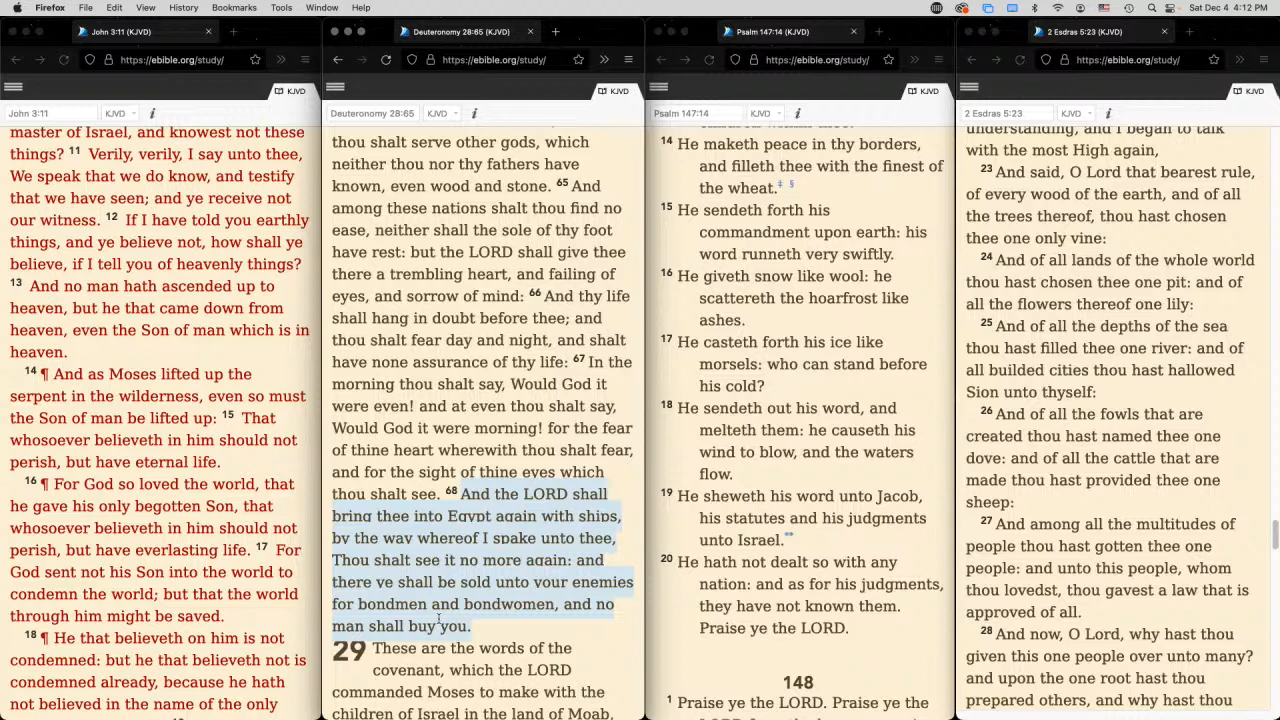 Firefox File Edit View History Bookmarks Tools Window Help
Sat Dec 4 4:12 PM
John 3:11 (KJVD)
https://ebible.org/study/
KJVD
John 3:11 KJVD i
master of Israel, and knowest not these
things? 11 Verily, verily, I say unto thee,
We speak that we do know, and testify
that we have seen; and ye receive not
our witness. 12 If I have told you earthly
things, and ye believe not, how shall ye
believe, if I tell you of heavenly things?
13 And no man hath ascended up to
heaven, but he that came down from
heaven, even the Son of man which is in
heaven.
14 ¶ And as Moses lifted up the
serpent in the wilderness, even so must
the Son of man be lifted up: 15 That
whosoever believeth in him should not
perish, but have eternal life.
16 ¶ For God so loved the world, that
he gave his only begotten Son, that
whosoever believeth in him should not
perish, but have everlasting life. 17 For
God sent not his Son into the world to
condemn the world; but that the world
through him might be saved.
18 ¶ He that believeth on him is not
condemned: but he that believeth not is
condemned already, because he hath
not believed in the name of the only
Deuteronomy 28:65 (KJVD)
https://ebible.org/study/
KJVD
Deuteronomy 28:65 KJVD i
thou shalt serve other gods, which
neither thou nor thy fathers have
known, even wood and stone. 65 And
among these nations shalt thou find no
ease, neither shall the sole of thy foot
have rest: but the LORD shall give thee
there a trembling heart, and failing of
eyes, and sorrow of mind: 66 And thy life
shall hang in doubt before thee; and
thou shalt fear day and night, and shalt
have none assurance of thy life: 67 In the
morning thou shalt say, Would God it
were even! and at even thou shalt say,
Would God it were morning! for the fear
of thine heart wherewith thou shalt fear,
and for the sight of thine eyes which
thou shalt see. 68 And the LORD shall
bring thee into Egypt again with ships,
by the way whereof I spake unto thee,
Thou shalt see it no more again: and
there ye shall be sold unto your enemies
for bondmen and bondwomen, and no
man shall buy you.
29 These are the words of the
covenant, which the LORD
commanded Moses to make with the
children of Israel in the land of Moab,
Psalm 147:14 (KJVD)
https://ebible.org/study/
KJVD
Psalm 147:14 KJVD i
14 He maketh peace in thy borders,
and filleth thee with the finest of
the wheat.‡ §
15 He sendeth forth his
commandment upon earth: his
word runneth very swiftly.
16 He giveth snow like wool: he
scattereth the hoarfrost like
ashes.
17 He casteth forth his ice like
morsels: who can stand before
his cold?
18 He sendeth out his word, and
melteth them: he causeth his
wind to blow, and the waters
flow.
19 He sheweth his word unto Jacob,
his statutes and his judgments
unto Israel.**
20 He hath not dealt so with any
nation: and as for his judgments,
they have not known them.
Praise ye the LORD.
148
1 Praise ye the LORD. Praise ye the
2 Esdras 5:23 (KJVD)
https://ebible.org/study/
KJVD
2 Esdras 5:23 KJVD i
understanding, and I began to talk
with the most High again,
23 And said, O Lord that bearest rule,
of every wood of the earth, and of all
the trees thereof, thou hast chosen
thee one only vine:
24 And of all lands of the whole world
thou hast chosen thee one pit: and of
all the flowers thereof one lily:
25 And of all the depths of the sea
thou hast filled thee one river: and of
all builded cities thou hast hallowed
Sion unto thyself:
26 And of all the fowls that are
created thou hast named thee one
dove: and of all the cattle that are
made thou hast provided thee one
sheep:
27 And among all the multitudes of
people thou hast gotten thee one
people: and unto this people, whom
thou lovedst, thou gavest a law that is
approved of all.
28 And now, O Lord, why hast thou
given this one people over unto many?
and upon the one root hast thou
prepared others, and why hast thou